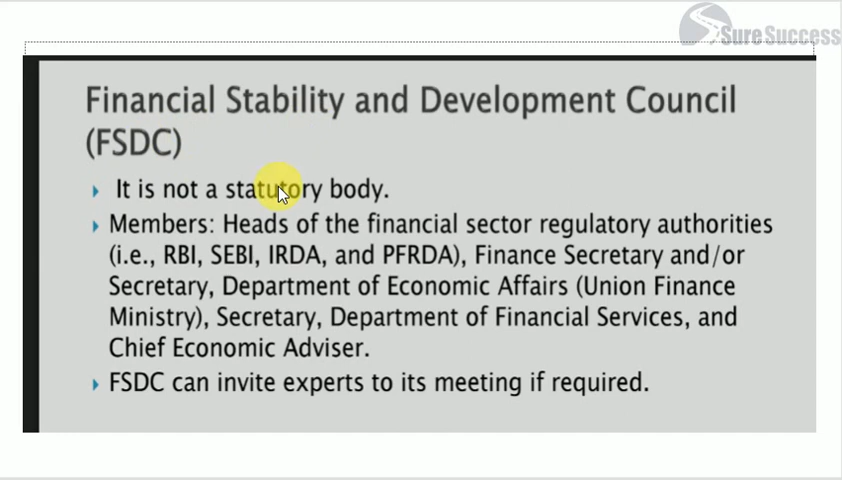 Sure Success
Financial Stability and Development Council
(FSDC)
It is not a statutory body.
Members: Heads of the financial sector regulatory authorities
(i.e., RBI, SEBI, IRDA, and PFRDA), Finance Secretary and/or
Secretary, Department of Economic Affairs (Union Finance
Ministry), Secretary, Department of Financial Services, and
Chief Economic Adviser.
FSDC can invite experts to its meeting if required.